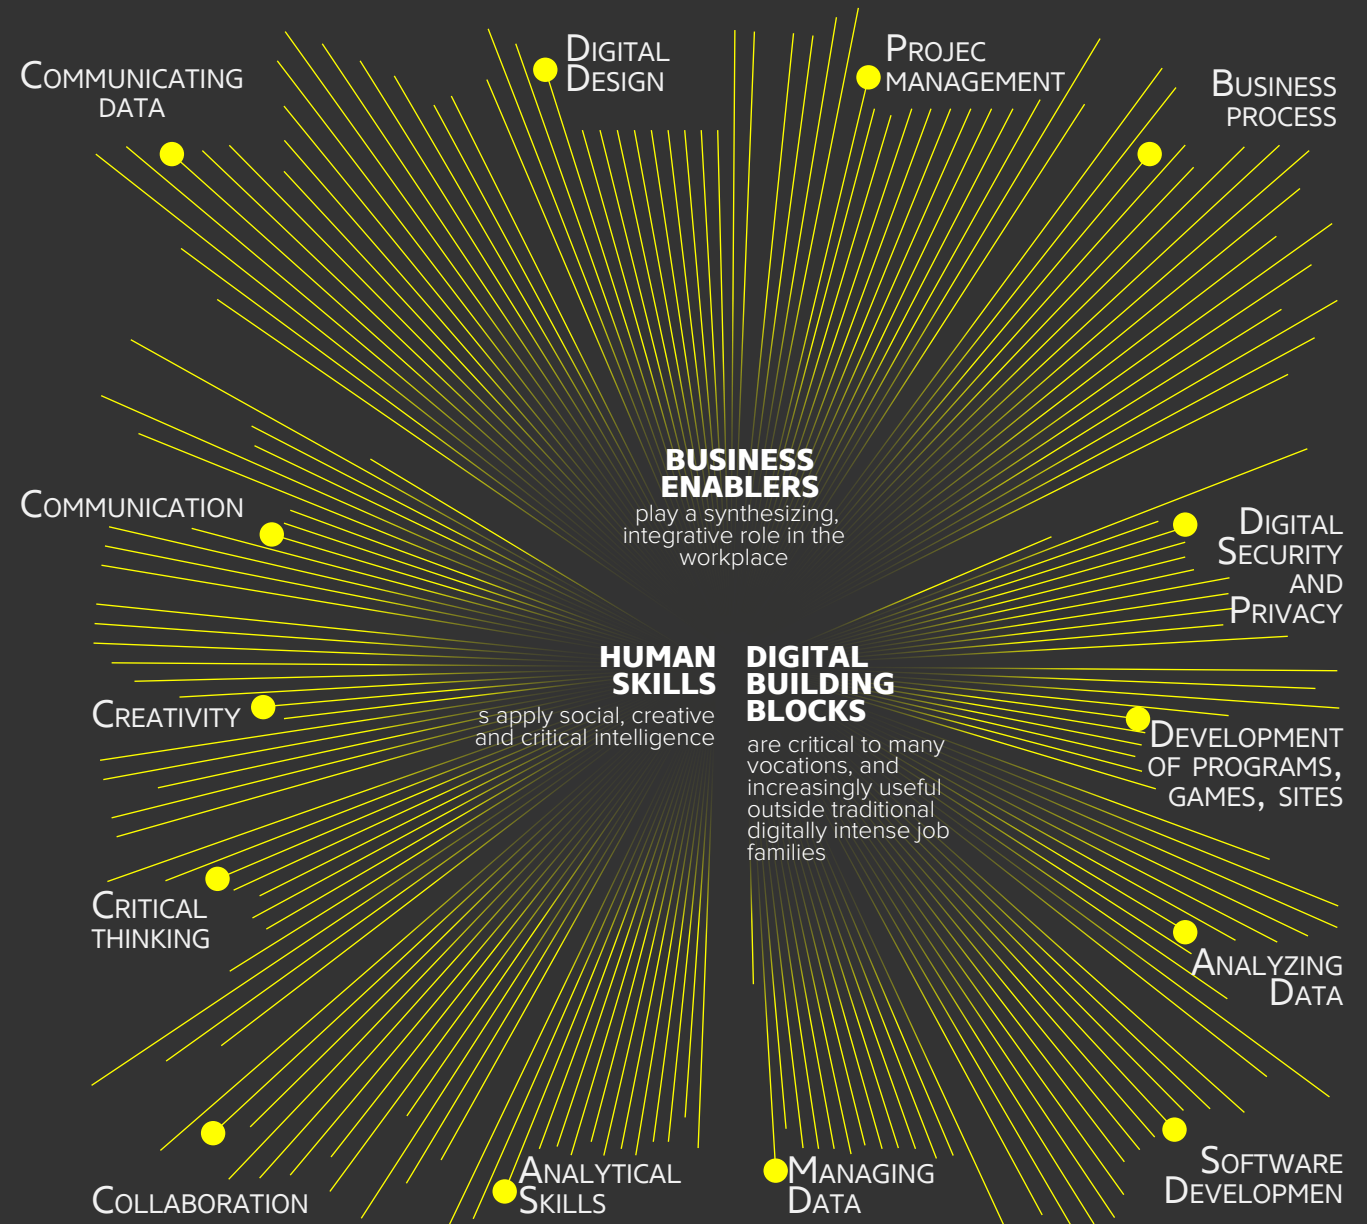 Digital
Design
Projec
management
Communicating
data
Business
process
BUSINESS
ENABLERS
play a synthesizing,
integrative role in the
workplace
Communication
Digital
Security
and
Privacy
HUMAN
SKILLS
s apply social, creative
and critical intelligence
DIGITAL
BUILDING
BLOCKS
are critical to many
vocations, and
increasingly useful
outside traditional
digitally intense job
families
Creativity
Development
of programs,
games, sites
Critical
thinking
Analyzing
Data
Collaboration
Analytical
Skills
Managing
Data
Software
Developmen